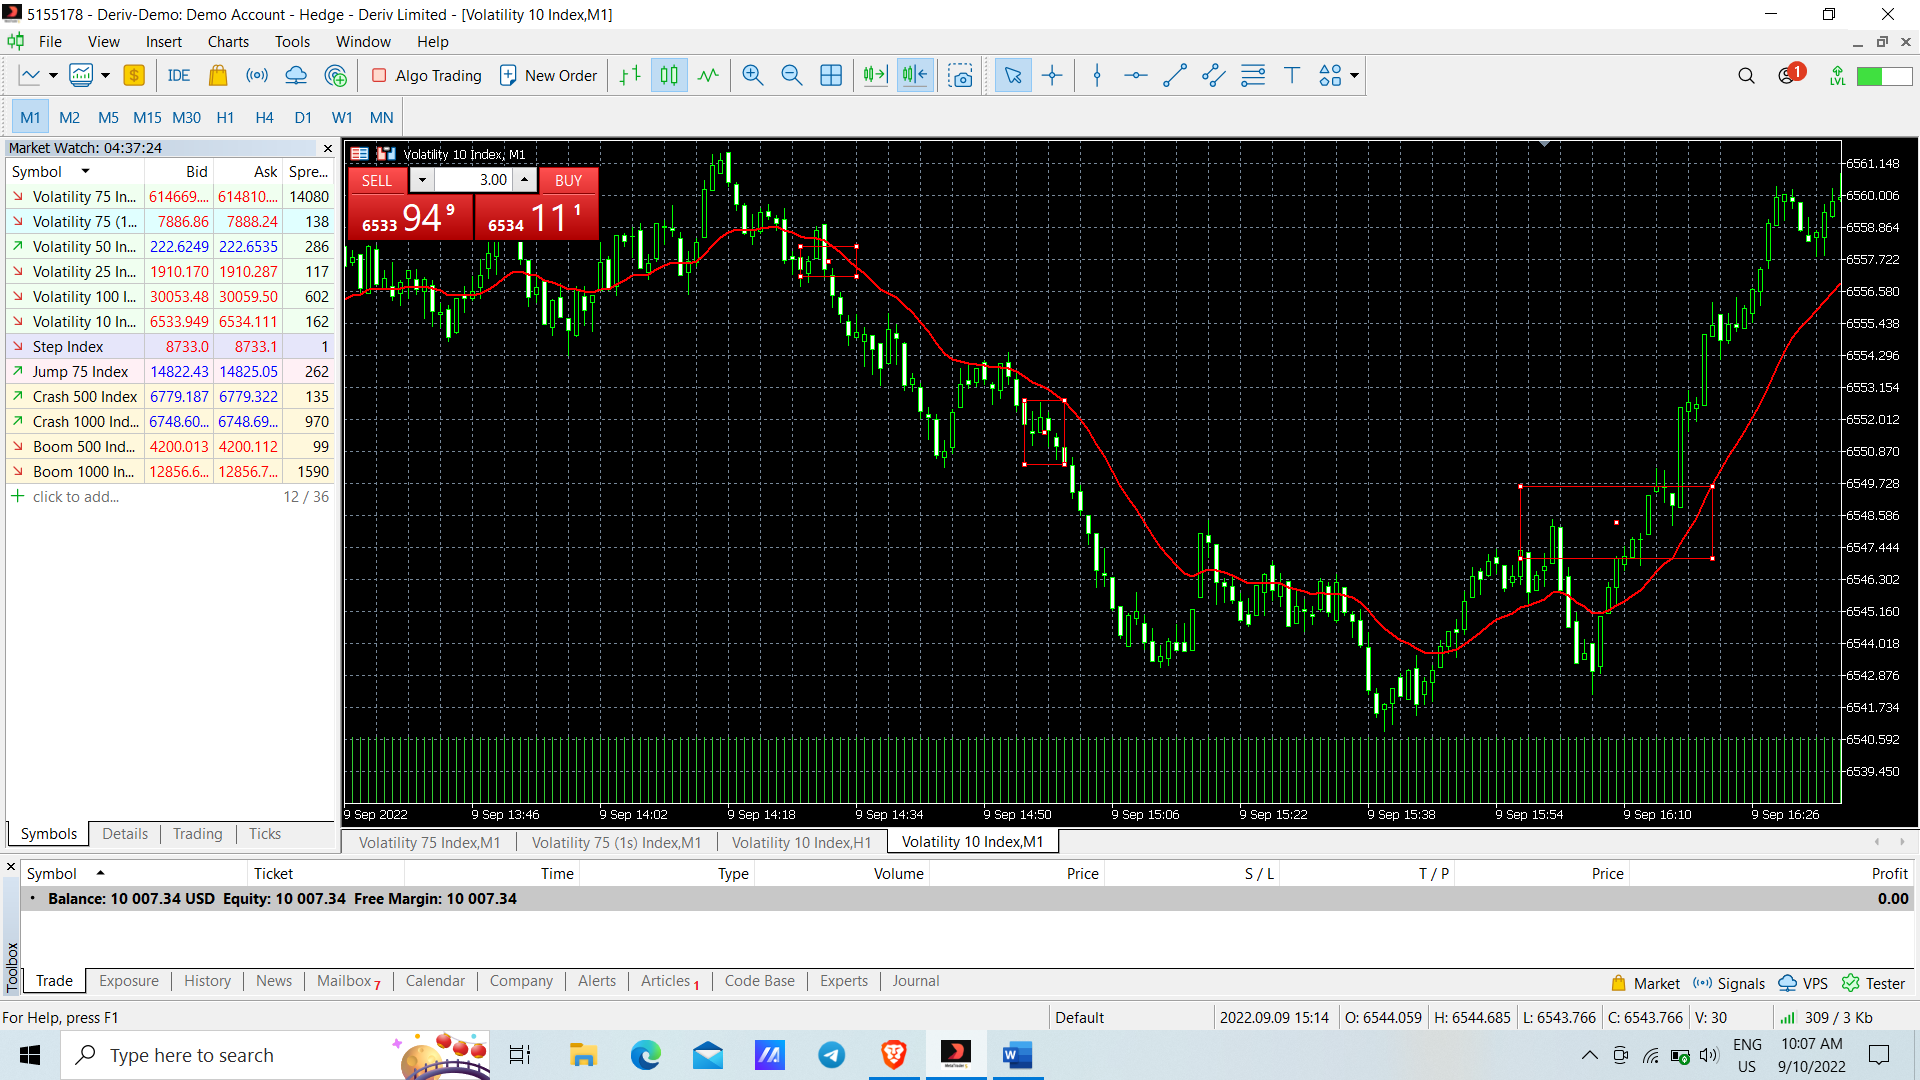 5155178 - Deriv-Demo: Demo Account - Hedge - Deriv Limited - [Volatility 10 Index,M1]
File View Insert Charts Tools Window Help
IDE Algo Trading New Order 1 LVL
M1 M2 M5 M15 M30 H1 H4 D1 W1 MN
Market Watch: 04:37:24
Symbol Bid Ask Spre...
Volatility 75 In... 614669.... 614810.... 14080
Volatility 75 (1... 7886.86 7888.24 138
Volatility 50 In... 222.6249 222.6535 286
Volatility 25 In... 1910.170 1910.287 117
Volatility 100 I... 30053.48 30059.50 602
Volatility 10 In... 6533.949 6534.111 162
Step Index 8733.0 8733.1 1
Jump 75 Index 14822.43 14825.05 262
Crash 500 Index 6779.187 6779.322 135
Crash 1000 Ind... 6748.60... 6748.69... 970
Boom 500 Ind... 4200.013 4200.112 99
Boom 1000 In... 12856.6... 12856.7... 1590
click to add... 12 / 36
Symbols Details Trading Ticks
Volatility 10 Index, M1
SELL 3.00 BUY
6533 94 9 6534 11 1
6561.148
6560.006
6558.864
6557.722
6556.580
6555.438
6554.296
6553.154
6552.012
6550.870
6549.728
6548.586
6547.444
6546.302
6545.160
6544.018
6542.876
6541.734
6540.592
6539.450
9 Sep 2022 9 Sep 13:46 9 Sep 14:02 9 Sep 14:18 9 Sep 14:34 9 Sep 14:50 9 Sep 15:06 9 Sep 15:22 9 Sep 15:38 9 Sep 15:54 9 Sep 16:10 9 Sep 16:26
Volatility 75 Index,M1 Volatility 75 (1s) Index,M1 Volatility 10 Index,H1 Volatility 10 Index,M1
Symbol Ticket Time Type Volume Price S / L T / P Price Profit
Balance: 10 007.34 USD Equity: 10 007.34 Free Margin: 10 007.34 0.00
Toolbox
Trade Exposure History News Mailbox 7 Calendar Company Alerts Articles 1 Code Base Experts Journal Market Signals VPS Tester
For Help, press F1 Default 2022.09.09 15:14 O: 6544.059 H: 6544.685 L: 6543.766 C: 6543.766 V: 30 309 / 3 Kb
Type here to search ENG US 10:07 AM 9/10/2022